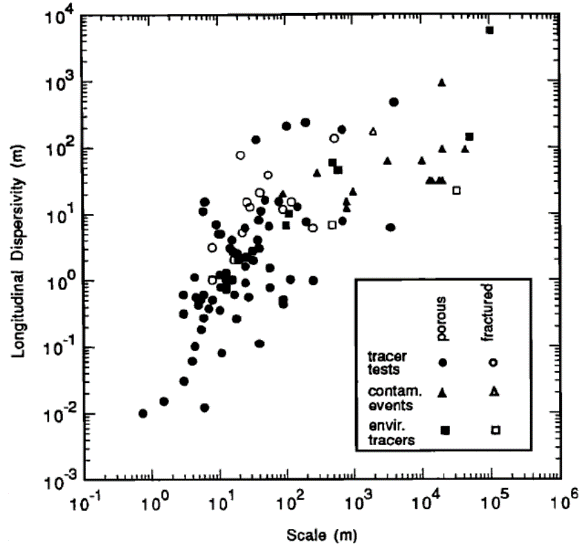 10^4
10^3
10^2
10^1
10^0
10^-1
10^-2
10^-3
Longitudinal Dispersivity (m)
porous
fractured
tracer
tests
contam.
events
envir.
tracers
10^-1 10^0 10^1 10^2 10^3 10^4 10^5 10^6
Scale (m)